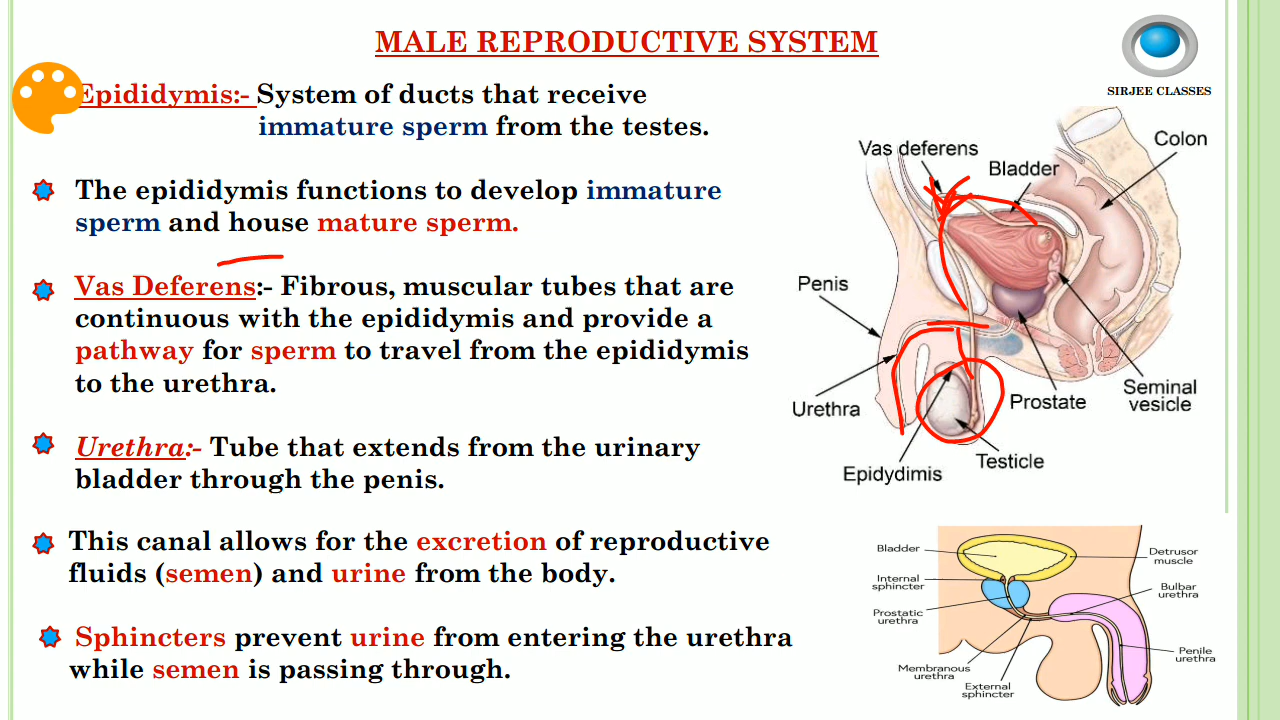 MALE REPRODUCTIVE SYSTEM
SIRJEE CLASSES
Epididymis:- System of ducts that receive
immature sperm from the testes.
The epididymis functions to develop immature
sperm and house mature sperm.
Vas Deferens:- Fibrous, muscular tubes that are
continuous with the epididymis and provide a
pathway for sperm to travel from the epididymis
to the urethra.
Urethra:- Tube that extends from the urinary
bladder through the penis.
This canal allows for the excretion of reproductive
fluids (semen) and urine from the body.
Sphincters prevent urine from entering the urethra
while semen is passing through.
Colon
Vas deferens
Bladder
Penis
Urethra
Prostate
Seminal
vesicle
Epidydimis
Testicle
Bladder
Detrusor
muscle
Internal
sphincter
Bulbar
urethra
Prostatic
urethra
Penile
urethra
Membranous
urethra
External
sphincter